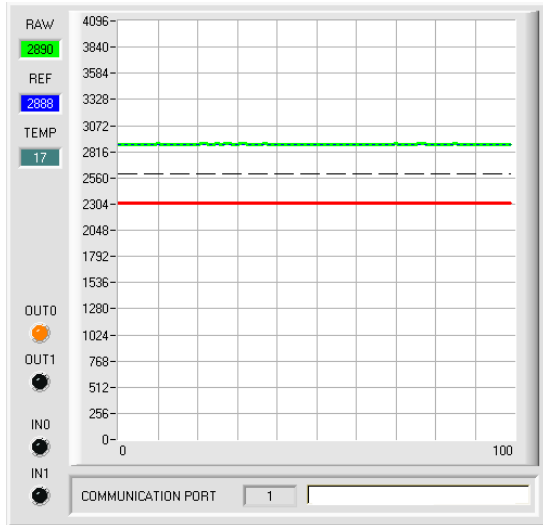 RAW
2890
REF
2888
TEMP
17
OUT0
OUT1
IN0
IN1
4096
3840
3584
3328
3072
2816
2560
2304
2048
1792
1536
1280
1024
768
512
256
0
0 100
COMMUNICATION PORT 1